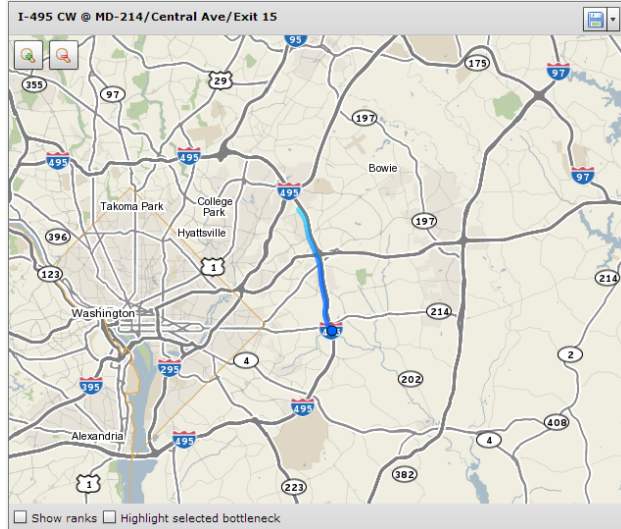 I-495 CW @ MD-214/Central Ave/Exit 15
95
175
355
29
97
97
197
495
495
Bowie
97
495
College
Park
Takoma Park
197
396
Hyattsville
123
1
214
Washington
214
4
2
295
202
395
495
408
Alexandria
495
4
382
1
223
Show ranks
Highlight selected bottleneck